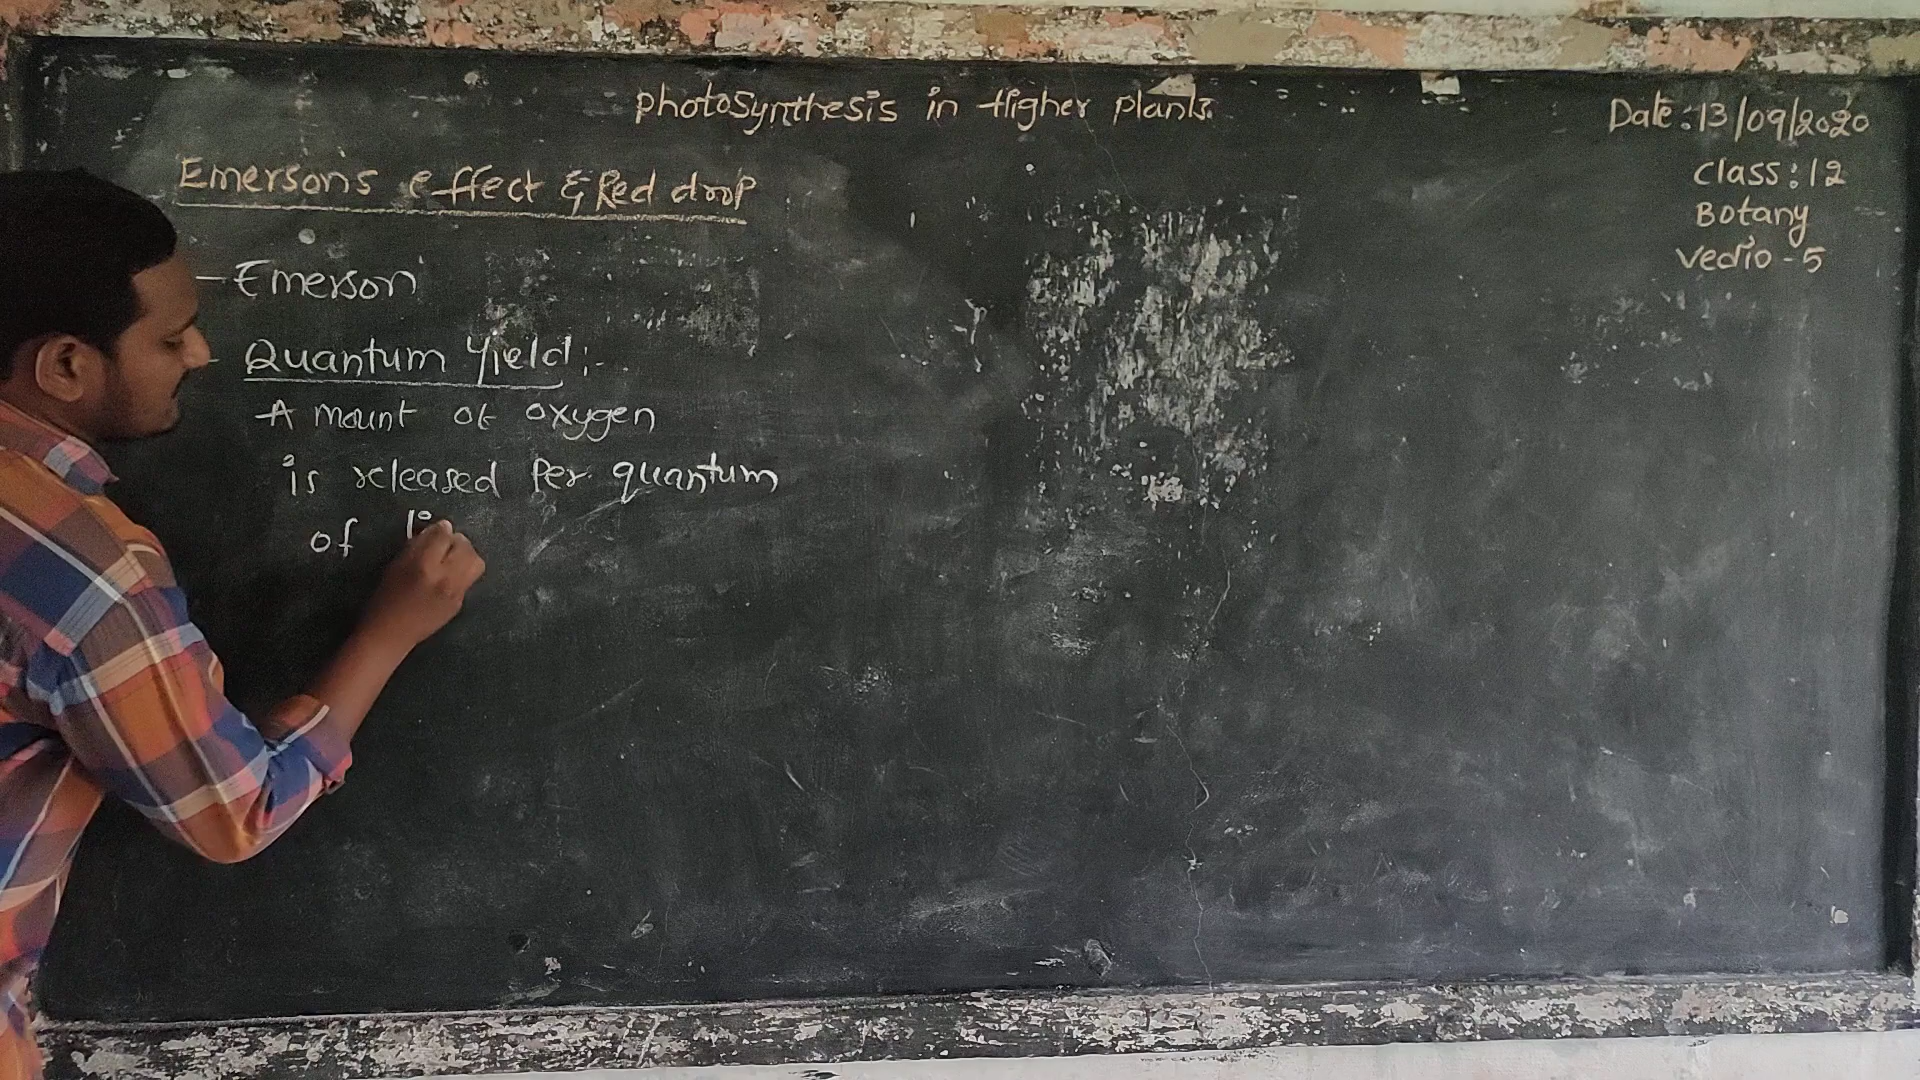 Photosynthesis in Higher plants.
Date: 13/09/2020
Class: 12
Botany
Vedio - 5
Emersons effect & Red drop
- Emerson
- Quantum Yield:-
Amount of oxygen
is released Per quantum
of li